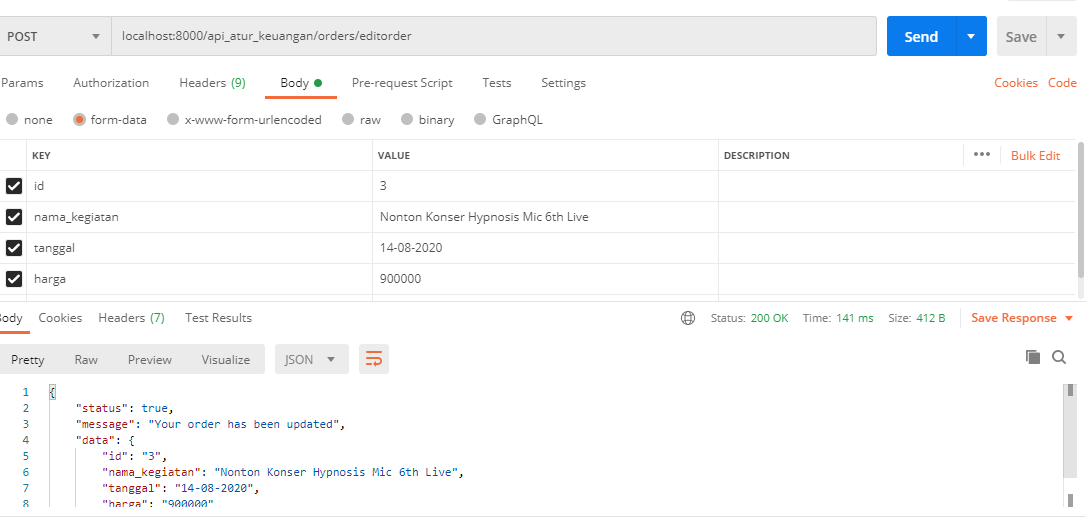 POST localhost:8000/api_atur_keuangan/orders/editorder Send Save
Params Authorization Headers (9) Body Pre-request Script Tests Settings Cookies Code
none form-data x-www-form-urlencoded raw binary GraphQL
KEY VALUE DESCRIPTION ••• Bulk Edit
id 3
nama_kegiatan Nonton Konser Hypnosis Mic 6th Live
tanggal 14-08-2020
harga 900000
Body Cookies Headers (7) Test Results Status: 200 OK Time: 141 ms Size: 412 B Save Response
Pretty Raw Preview Visualize JSON
1 {
2 "status": true,
3 "message": "Your order has been updated",
4 "data": {
5 "id": "3",
6 "nama_kegiatan": "Nonton Konser Hypnosis Mic 6th Live",
7 "tanggal": "14-08-2020",
8 "harga": "900000"